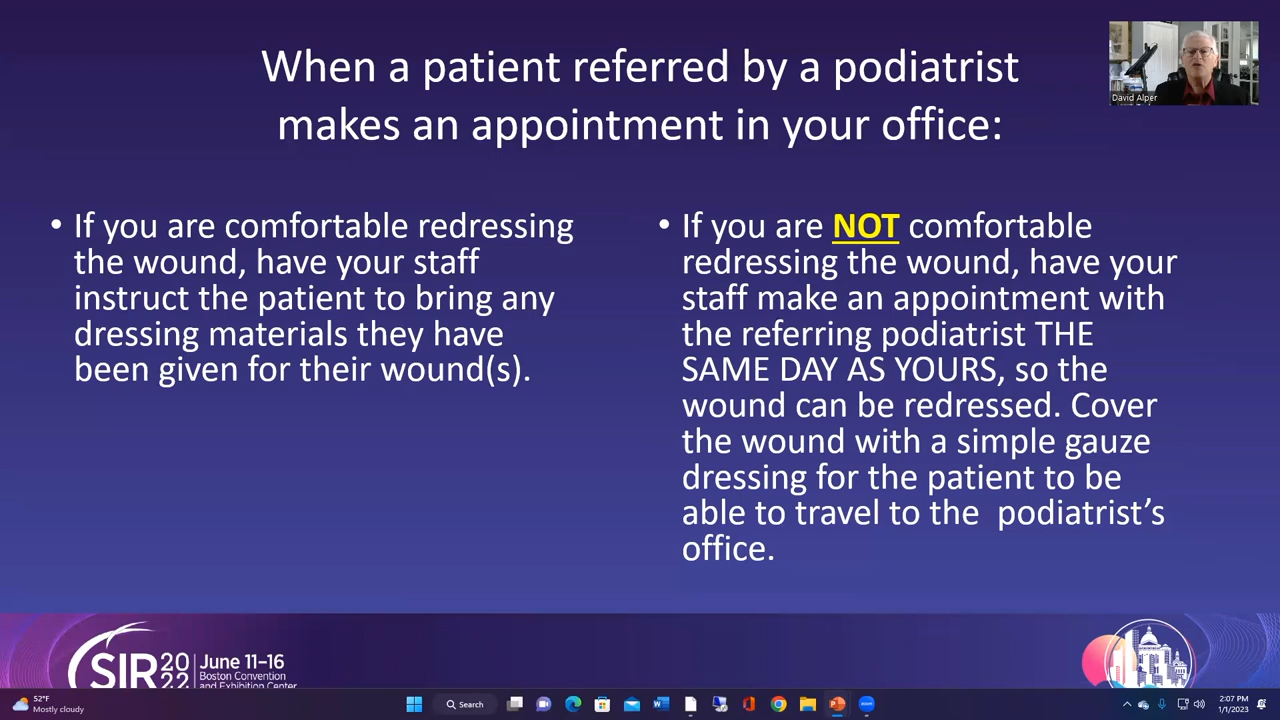 When a patient referred by a podiatrist
makes an appointment in your office:
David Alper
• If you are comfortable redressing
the wound, have your staff
instruct the patient to bring any
dressing materials they have
been given for their wound(s).
• If you are NOT comfortable
redressing the wound, have your
staff make an appointment with
the referring podiatrist THE
SAME DAY AS YOURS, so the
wound can be redressed. Cover
the wound with a simple gauze
dressing for the patient to be
able to travel to the podiatrist’s
office.
SIR 2022
June 11–16
Boston Convention
and Exhibition Center
52°F
Mostly cloudy
Search
2:07 PM
1/1/2023